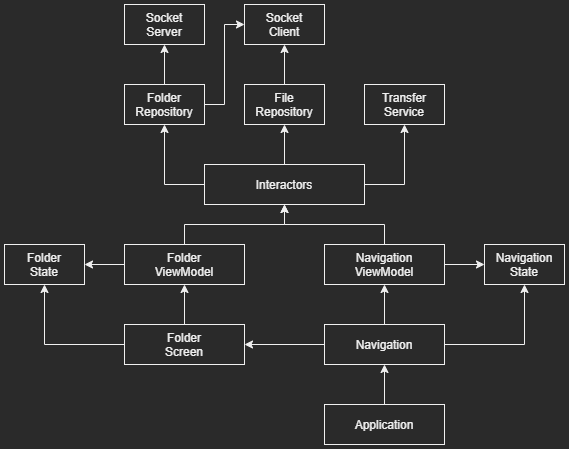 Socket
Server
Socket
Client
Folder
Repository
File
Repository
Transfer
Service
Interactors
Folder
State
Folder
ViewModel
Navigation
ViewModel
Navigation
State
Folder
Screen
Navigation
Application